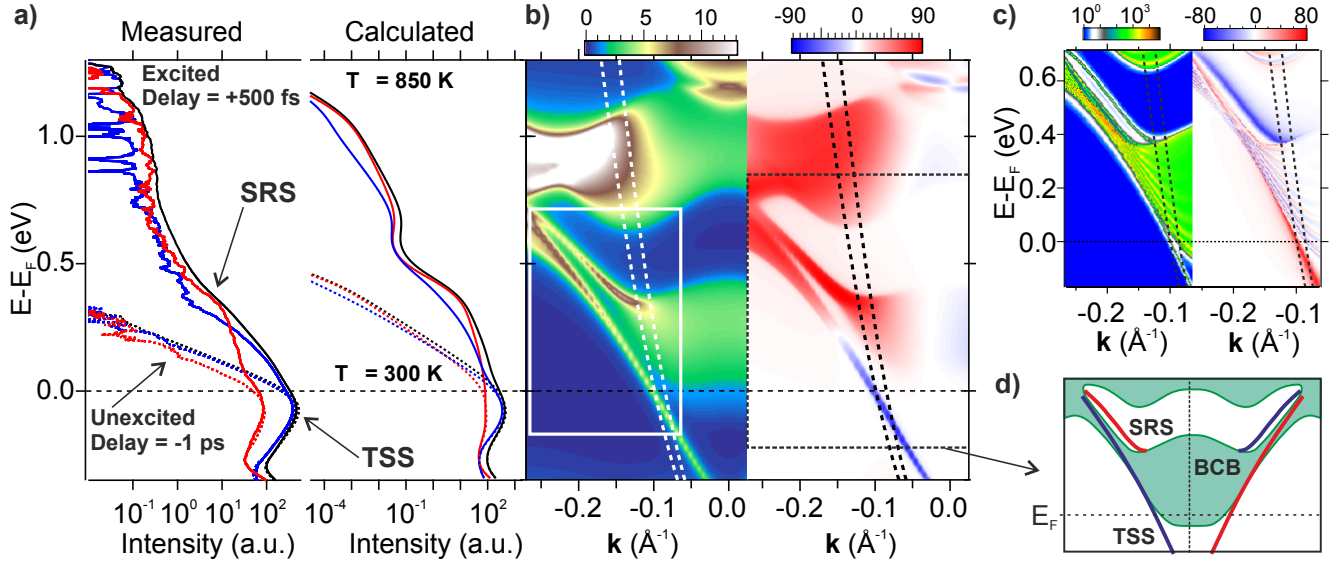 a)
Measured
Calculated
Excited
Delay = +500 fs
SRS
Unexcited
Delay = -1 ps
TSS
T = 850 K
T = 300 K
1.0
0.5
0.0
E-E_F (eV)
10^-1 10^0 10^1 10^2
Intensity (a.u.)
10^-4 10^-1 10^2
Intensity (a.u.)
b)
0 5 10
-90 90
-0.2 -0.1 0.0
k (Å^-1)
-0.2 -0.1 0.0
k (Å^-1)
c)
10^0 10^3
-80 80
0.6
0.4
0.2
0.0
E-E_F (eV)
-0.2 -0.1
k (Å^-1)
-0.2 -0.1
k (Å^-1)
d)
SRS
BCB
E_F
TSS